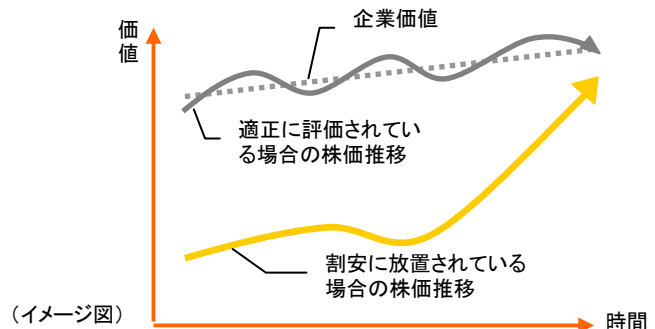 価
値
企業価値
適正に評価されてい
る場合の株価推移
割安に放置されている
場合の株価推移
（イメージ図）
時間